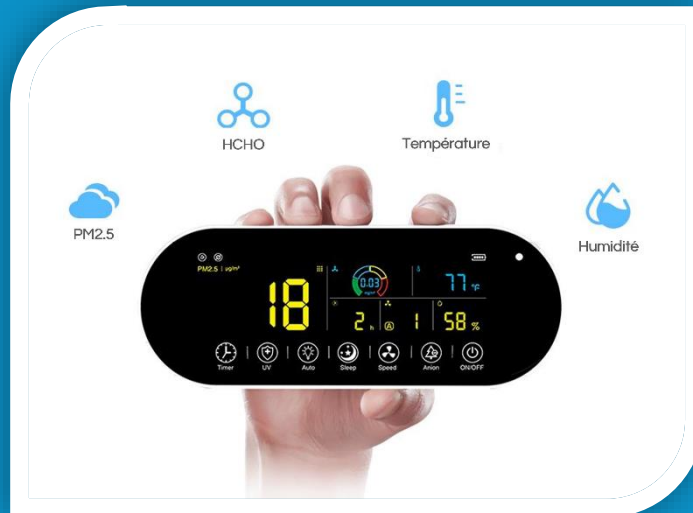 HCHO
Température
PM2.5
Humidité
PM2.5 | µg/m³
18
0.03
77 °F
2 h
A 1
58 %
Timer | UV | Auto | Sleep | Speed | Anion | ON/OFF